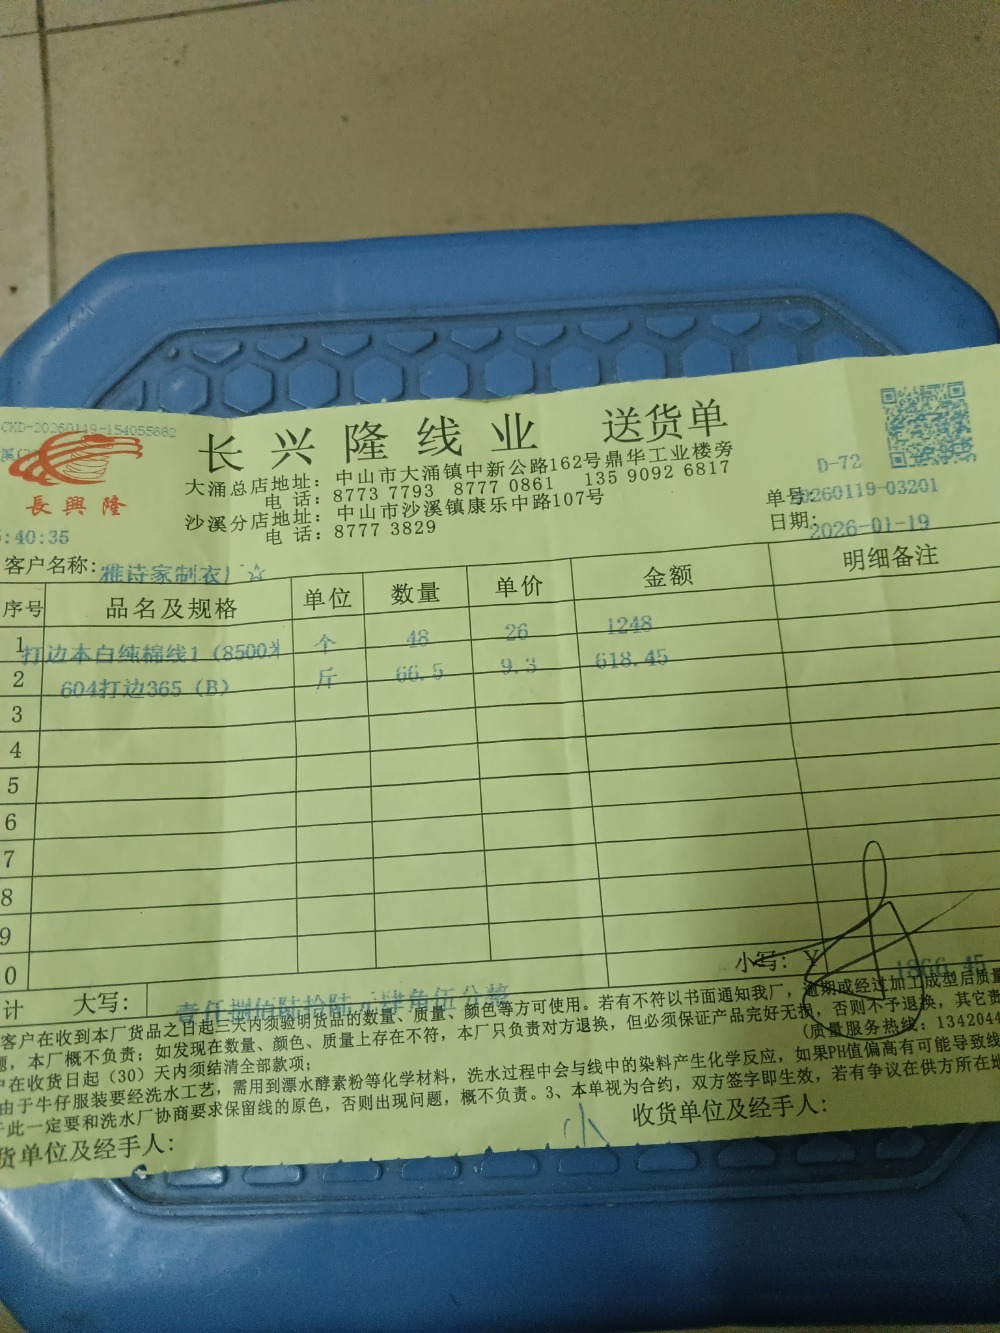 CKD-20260119-154055882
长兴隆线业 送货单
長興隆
大涌总店地址：中山市大涌镇中新公路162号鼎华工业楼旁
电 话：8773 7793 8777 0861 135 9092 6817
沙溪分店地址：中山市沙溪镇康乐中路107号
电 话：8777 3829
D-72
单号：20260119-03201
日期：2026-01-19
:40:35
客户名称：雅诗家制衣厂☆
序号 品名及规格 单位 数量 单价 金额 明细备注
1 打边本白纯棉线1（8500米 个 48 26 1248
2 604打边365（B） 斤 66.5 9.3 618.45
3
4
5
6
7
8
9
0
计 大写：壹仟捌佰陆拾陆元肆角伍分整 小写：¥ 1866.45
客户在收到本厂货品之日起三天内须验明货品的数量、质量、颜色等方可使用。若有不符以书面通知我厂，逾期或经过加工成型后质量
题，本厂概不负责；如发现在数量、颜色、质量上存在不符，本厂只负责对方退换，但必须保证产品完好无损，否则不予退换，其它责
户在收货日起（30）天内须结清全部款项； (质量服务热线：1342044
由于牛仔服装要经洗水工艺，需用到漂水酵素粉等化学材料，洗水过程中会与线中的染料产生化学反应，如果PH值偏高有可能导致线
于此一定要和洗水厂协商要求保留线的原色，否则出现问题，概不负责。3、本单视为合约，双方签字即生效，若有争议在供方所在地
货单位及经手人： 小 收货单位及经手人：